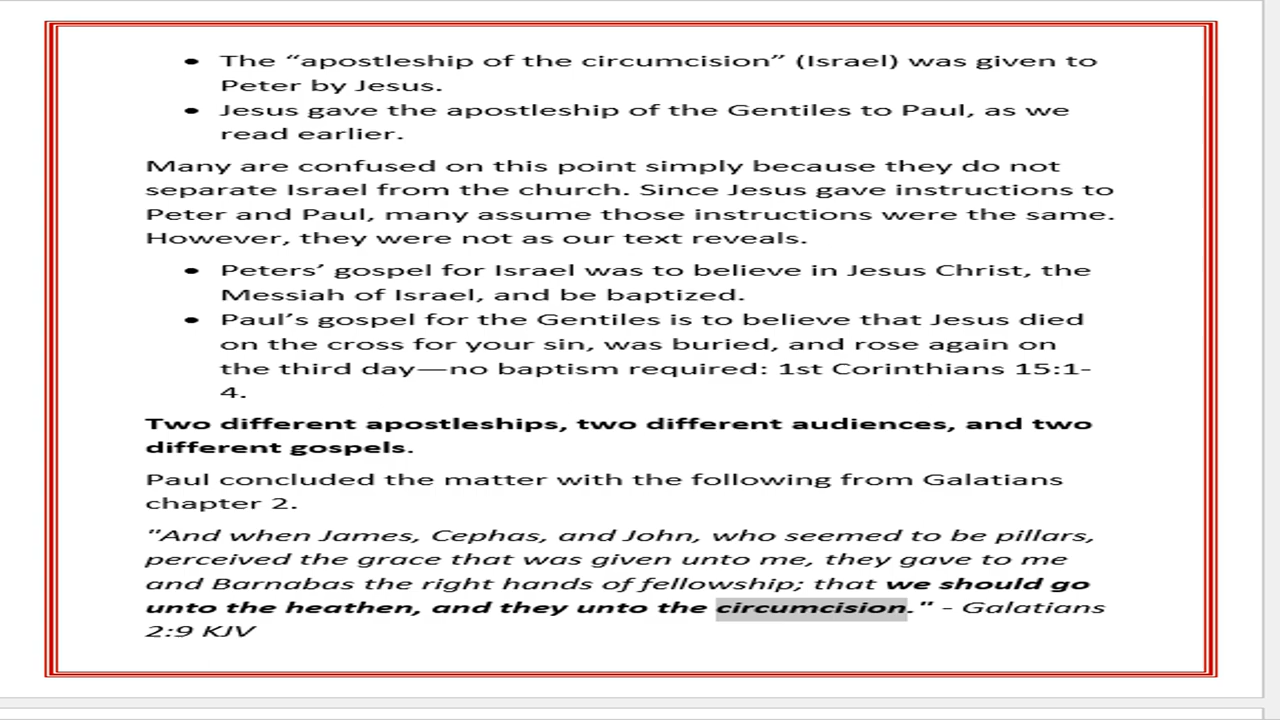 • The “apostleship of the circumcision” (Israel) was given to
Peter by Jesus.
• Jesus gave the apostleship of the Gentiles to Paul, as we
read earlier.
Many are confused on this point simply because they do not
separate Israel from the church. Since Jesus gave instructions to
Peter and Paul, many assume those instructions were the same.
However, they were not as our text reveals.
• Peters’ gospel for Israel was to believe in Jesus Christ, the
Messiah of Israel, and be baptized.
• Paul’s gospel for the Gentiles is to believe that Jesus died
on the cross for your sin, was buried, and rose again on
the third day—no baptism required: 1st Corinthians 15:1-
4.
Two different apostleships, two different audiences, and two
different gospels.
Paul concluded the matter with the following from Galatians
chapter 2.
"And when James, Cephas, and John, who seemed to be pillars,
perceived the grace that was given unto me, they gave to me
and Barnabas the right hands of fellowship; that we should go
unto the heathen, and they unto the circumcision." - Galatians
2:9 KJV